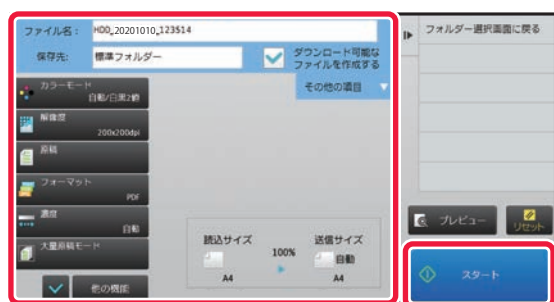 ファイル名： HDD_20201010_123514
保存先： 標準フォルダー
ダウンロード可能な
ファイルを作成する
その他の項目
カラーモード
自動/白黒2値
解像度
200x200dpi
原稿
フォーマット
PDF
濃度
自動
大量原稿モード
他の機能
読込サイズ
100%
送信サイズ
自動
A4
A4
フォルダー選択画面に戻る
プレビュー
リセット
スタート